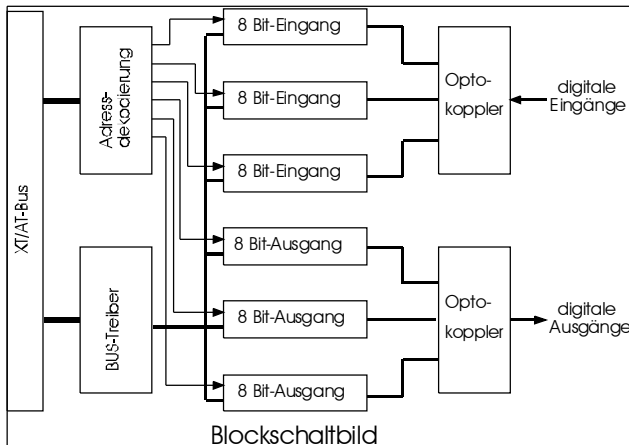 XT/AT-Bus
Adress-
dekodierung
BUS-Treiber
8 Bit-Eingang
8 Bit-Eingang
8 Bit-Eingang
8 Bit-Ausgang
8 Bit-Ausgang
8 Bit-Ausgang
Opto-
koppler
digitale
Eingänge
Opto-
koppler
digitale
Ausgänge
Blockschaltbild